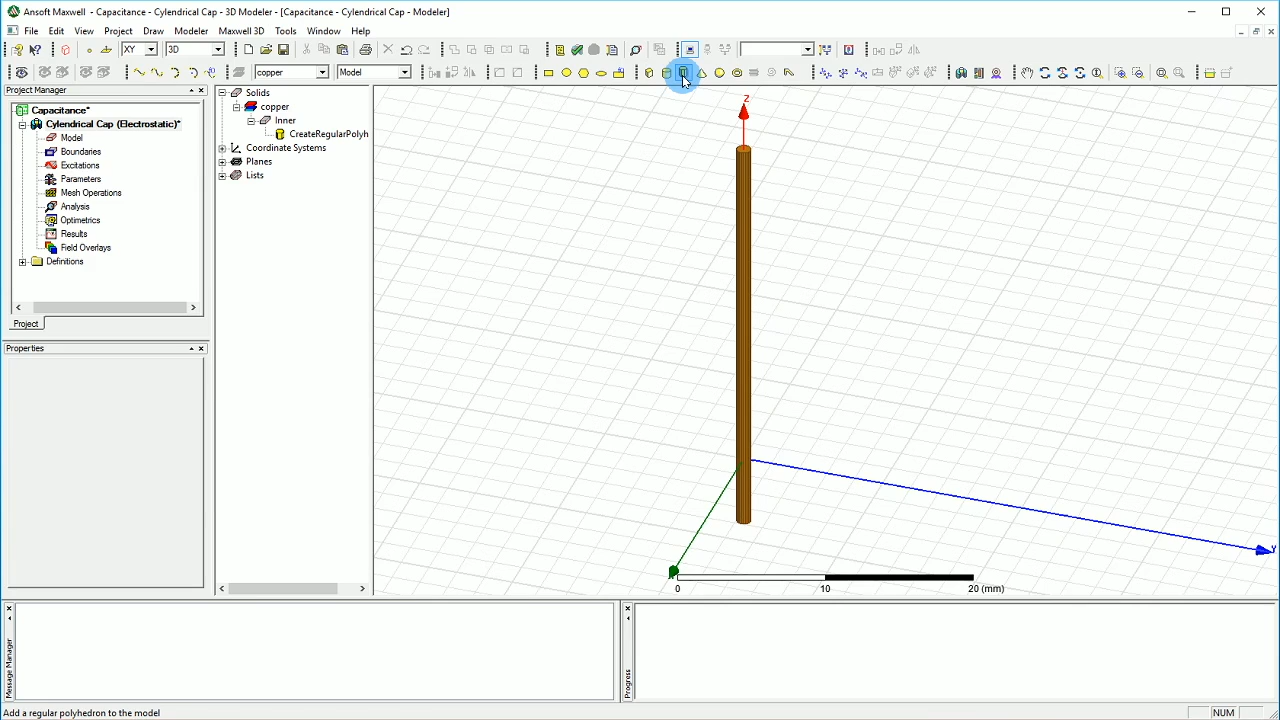 Ansoft Maxwell - Capacitance - Cylendrical Cap - 3D Modeler - [Capacitance - Cylendrical Cap - Modeler]
File Edit View Project Draw Modeler Maxwell 3D Tools Window Help
XY 3D
copper Model
Project Manager
Capacitance*
Cylendrical Cap (Electrostatic)*
Model
Boundaries
Excitations
Parameters
Mesh Operations
Analysis
Optimetrics
Results
Field Overlays
Definitions
Project
Properties
Solids
copper
Inner
CreateRegularPolyh
Coordinate Systems
Planes
Lists
Z
Y
0 10 20 (mm)
Message Manager
Progress
Add a regular polyhedron to the model
NUM